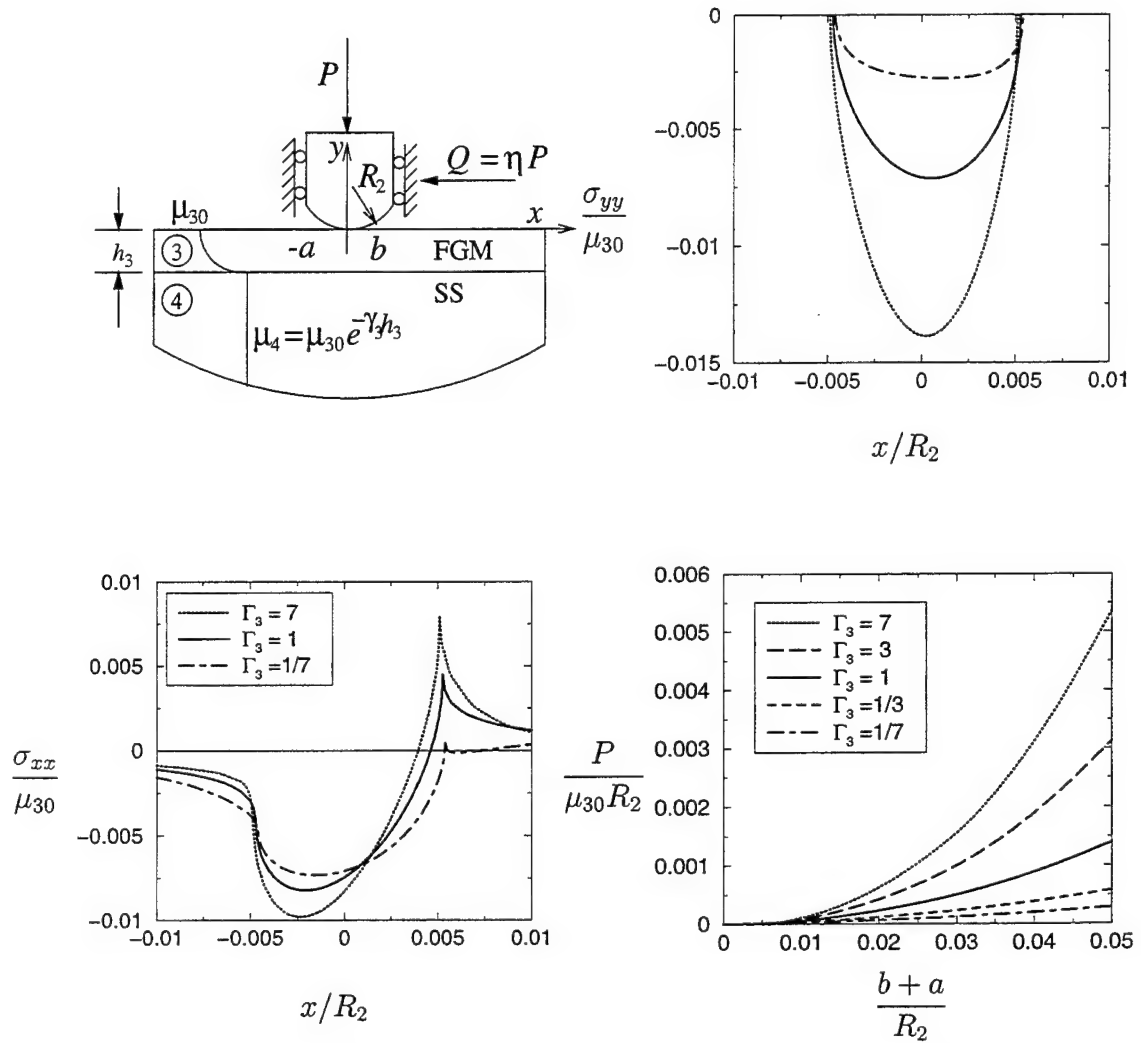 P
y
R₂
Q = ηP
μ₃₀
x
h₃
③
-a
b
FGM
④
SS
μ₄ = μ₃₀ e^{-γ₃h₃}
σ_yy
μ₃₀
0
−0.005
−0.01
−0.015
−0.01 −0.005 0 0.005 0.01
x/R₂
0.01
0.005
0
−0.005
−0.01
Γ₃ = 7
Γ₃ = 1
Γ₃ =1/7
σ_xx
μ₃₀
−0.01 −0.005 0 0.005 0.01
x/R₂
0.006
0.005
0.004
0.003
0.002
0.001
0
Γ₃ = 7
Γ₃ = 3
Γ₃ = 1
Γ₃ =1/3
Γ₃ =1/7
P
μ₃₀R₂
0 0.01 0.02 0.03 0.04 0.05
b + a
R₂